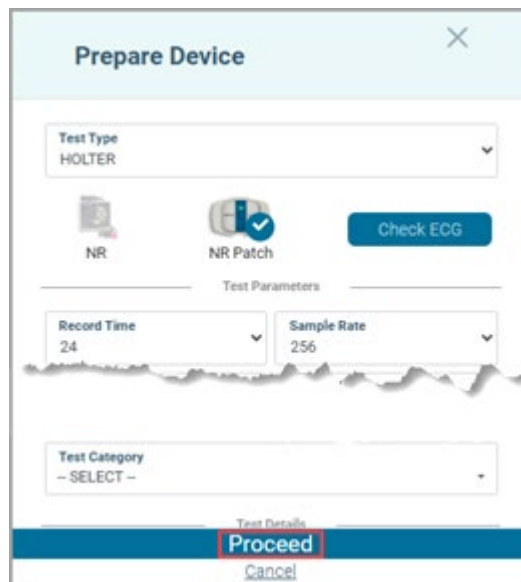 Prepare Device
Test Type
HOLTER
NR
NR Patch
Check ECG
Test Parameters
Record Time
24
Sample Rate
256
Test Category
-- SELECT --
Test Details
Proceed
Cancel